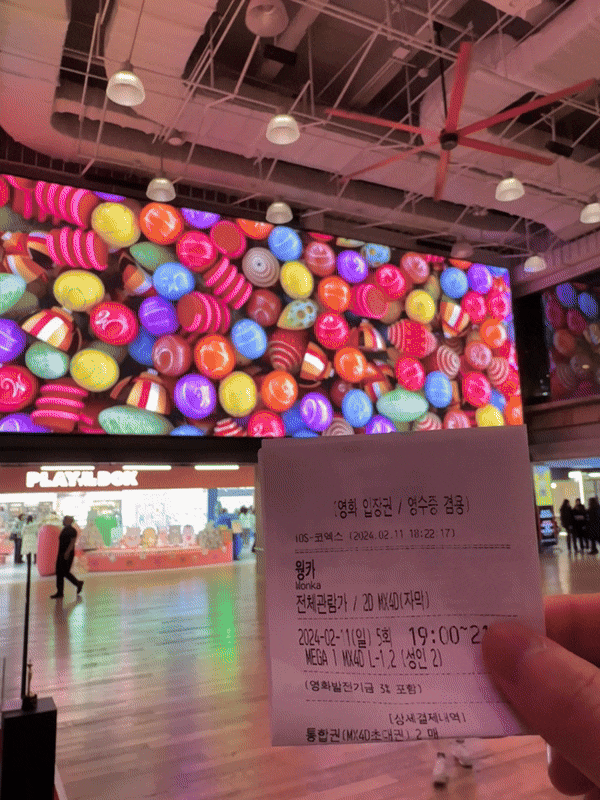 PLAY in the BOX
(영화 입장권 / 영수증 겸용)
iOS-코엑스 (2024.02.11 18:22:17)
웡카
Wonka
전체관람가 / 2D MX4D(자막)
2024-02-11(일) 5회 19:00~21
MEGA 1 MX4D L-1,2 (성인 2)
(영화발전기금 3% 포함)
(상세결제내역)
통합권(MX4D초대권) 2 매